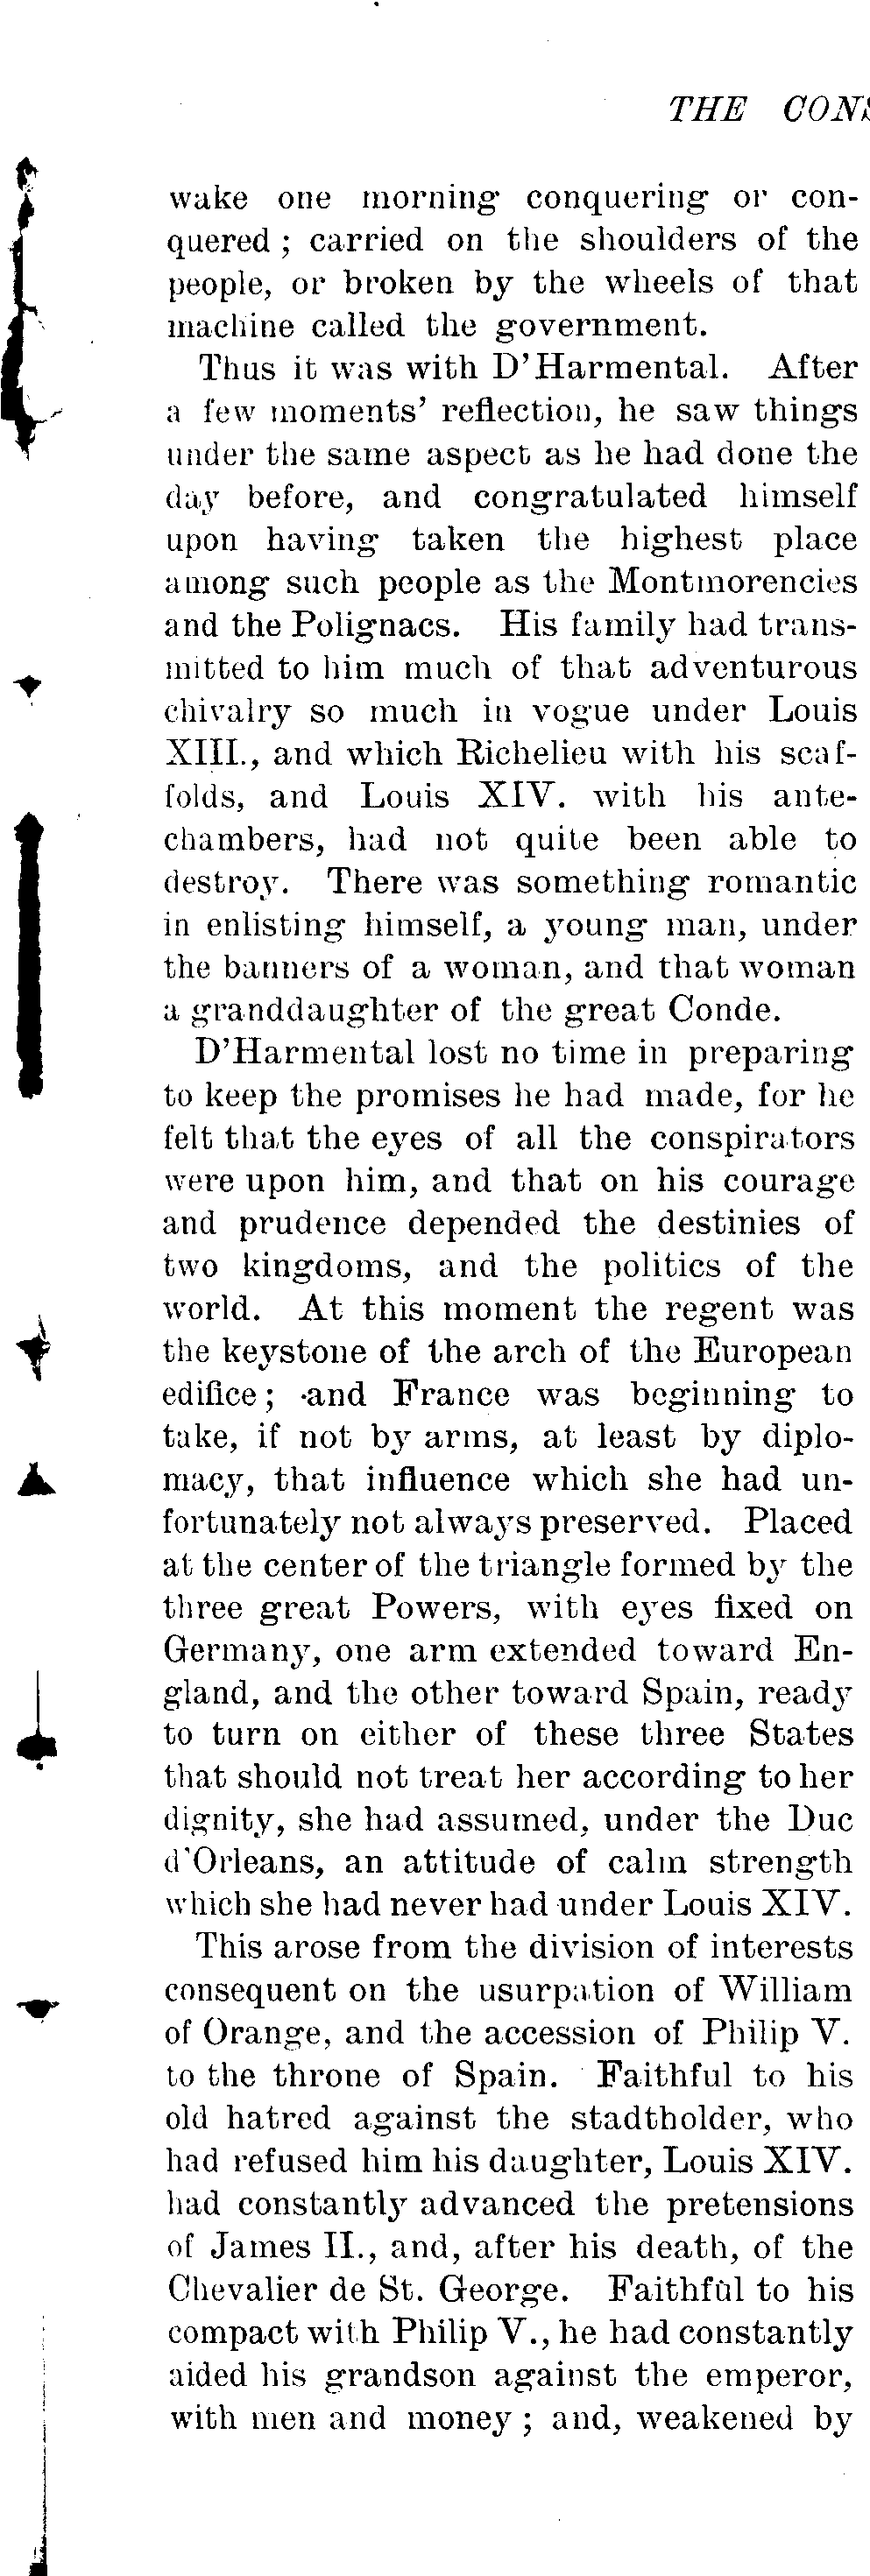 THE CONS
wake one morning conquering or con-
quered ; carried on the shoulders of the
people, or broken by the wheels of that
machine called the government.
Thus it was with D'Harmental. After
a few moments' reflection, he saw things
under the same aspect as he had done the
day before, and congratulated himself
upon having taken the highest place
among such people as the Montmorencies
and the Polignacs. His family had trans-
mitted to him much of that adventurous
chivalry so much in vogue under Louis
XIII., and which Richelieu with his scaf-
folds, and Louis XIV. with his ante-
chambers, had not quite been able to
destroy. There was something romantic
in enlisting himself, a young man, under
the banners of a woman, and that woman
a granddaughter of the great Conde.
D'Harmental lost no time in preparing
to keep the promises he had made, for he
felt that the eyes of all the conspirators
were upon him, and that on his courage
and prudence depended the destinies of
two kingdoms, and the politics of the
world. At this moment the regent was
the keystone of the arch of the European
edifice ; and France was beginning to
take, if not by arms, at least by diplo-
macy, that influence which she had un-
fortunately not always preserved. Placed
at the center of the triangle formed by the
three great Powers, with eyes fixed on
Germany, one arm extended toward En-
gland, and the other toward Spain, ready
to turn on either of these three States
that should not treat her according to her
dignity, she had assumed, under the Duc
d'Orleans, an attitude of calm strength
which she had never had under Louis XIV.
This arose from the division of interests
consequent on the usurpation of William
of Orange, and the accession of Philip V.
to the throne of Spain. Faithful to his
old hatred against the stadtholder, who
had refused him his daughter, Louis XIV.
had constantly advanced the pretensions
of James II., and, after his death, of the
Chevalier de St. George. Faithful to his
compact with Philip V., he had constantly
aided his grandson against the emperor,
with men and money ; and, weakened by